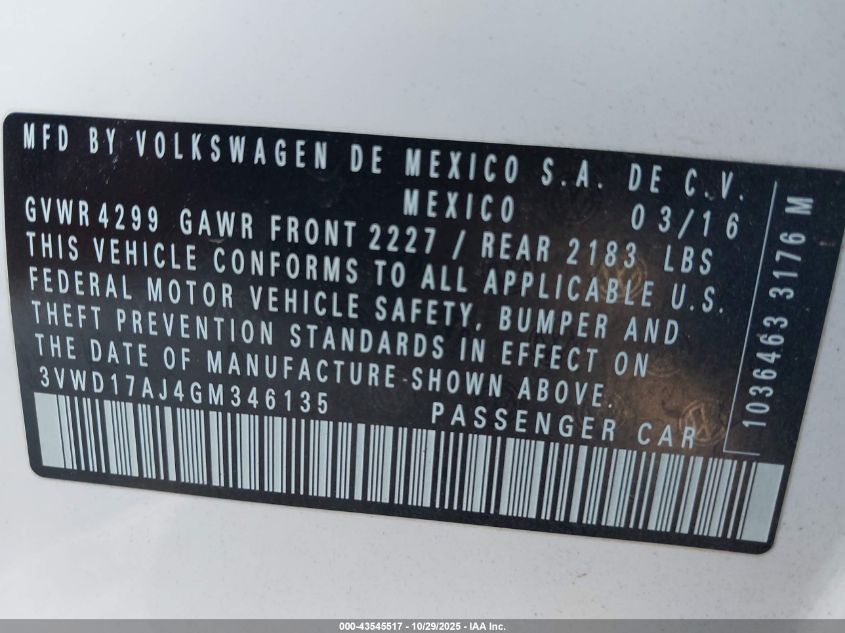 MFD BY VOLKSWAGEN DE MEXICO S.A. DE C.V.
MEXICO 03/16
GVWR 4299 GAWR FRONT 2227 / REAR 2183 LBS
THIS VEHICLE CONFORMS TO ALL APPLICABLE U.S.
FEDERAL MOTOR VEHICLE SAFETY, BUMPER AND
THEFT PREVENTION STANDARDS IN EFFECT ON
THE DATE OF MANUFACTURE SHOWN ABOVE.
3VWD17AJ4GM346135 PASSENGER CAR
1036463 3176 M
000-43545517 - 10/29/2025 - IAA Inc.